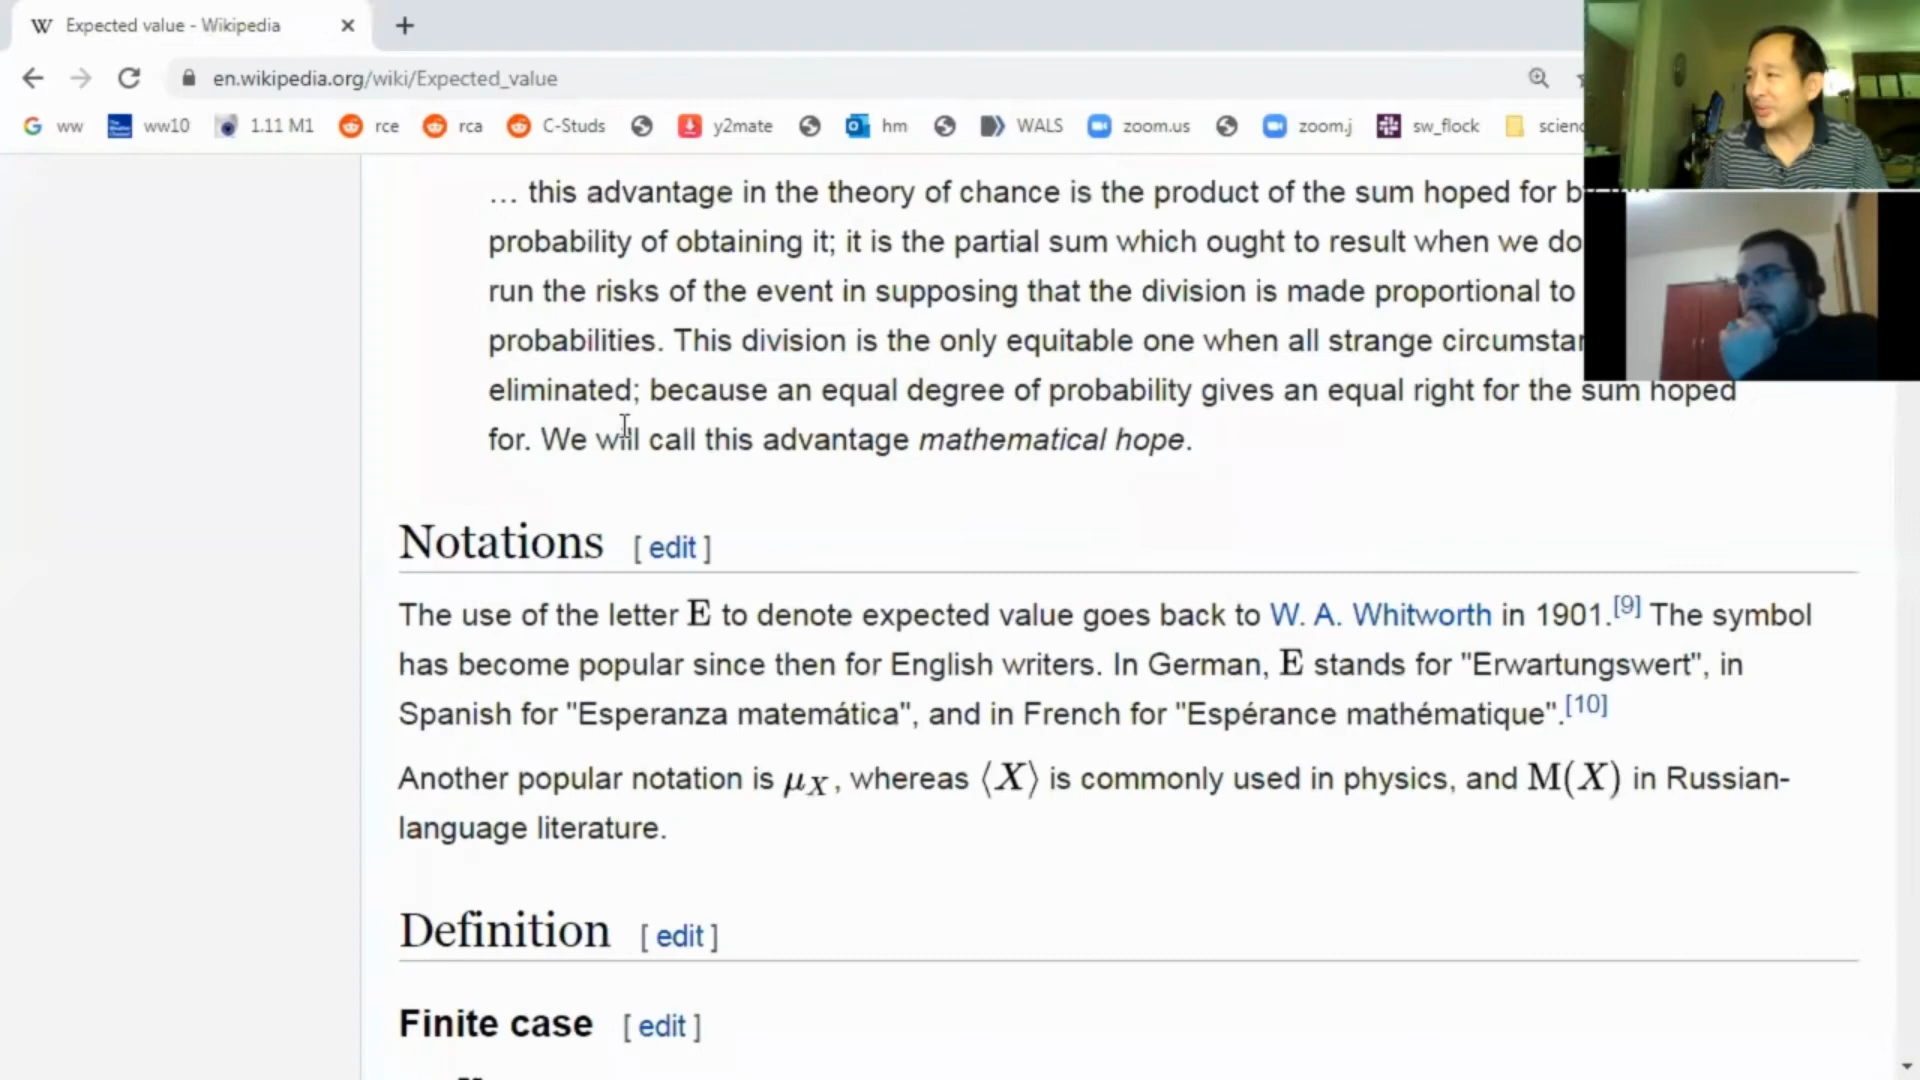 Expected value - Wikipedia
en.wikipedia.org/wiki/Expected_value
ww ww10 1.11 M1 rce rca C-Studs y2mate hm WALS zoom.us zoom.j sw_flock
... this advantage in the theory of chance is the product of the sum hoped for
probability of obtaining it; it is the partial sum which ought to result when we do
run the risks of the event in supposing that the division is made proportional to
probabilities. This division is the only equitable one when all strange
eliminated; because an equal degree of probability gives an equal right for the sum hoped
for. We will call this advantage mathematical hope.
Notations [ edit ]
The use of the letter E to denote expected value goes back to W. A. Whitworth in 1901.[9] The symbol
has become popular since then for English writers. In German, E stands for "Erwartungswert", in
Spanish for "Esperanza matemática", and in French for "Espérance mathématique".[10]
Another popular notation is μX, whereas ⟨X⟩ is commonly used in physics, and M(X) in Russian-
language literature.
Definition [ edit ]
Finite case [ edit ]